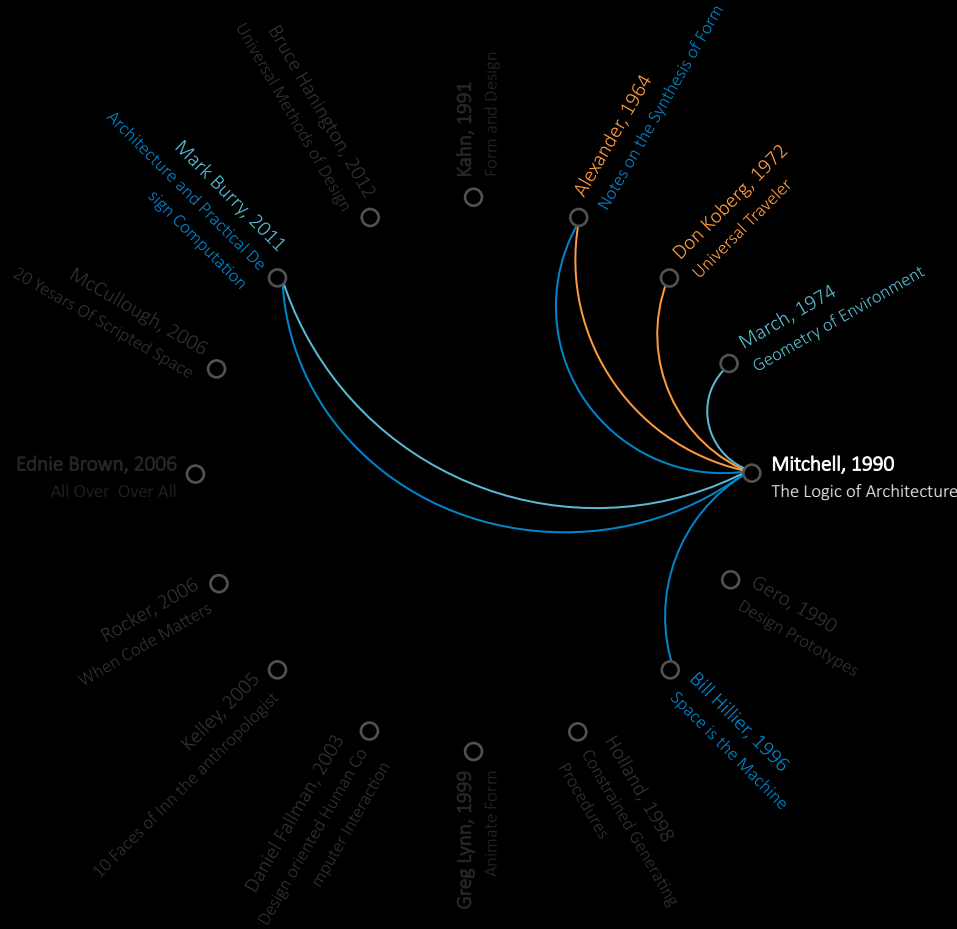 Kahn, 1991
Form and Design
Alexander, 1964
Notes on the Synthesis of Form
Don Koberg, 1972
Universal Traveler
March, 1974
Geometry of Environment
Mitchell, 1990
The Logic of Architecture
Gero, 1990
Design Prototypes
Bill Hillier, 1996
Space is the Machine
Holland, 1998
Constrained Generating
Procedures
Greg Lynn, 1999
Animate Form
Daniel Fallman, 2003
Design oriented Human Co
mputer Interaction
Kelley, 2005
10 Faces of Inn the anthropologist
Rocker, 2006
When Code Matters
Ednie Brown, 2006
All Over  Over All
McCullough, 2006
20 Yesars Of Scripted Space
Mark Burry, 2011
Architecture and Practical De
sign Computation
Bruce Hanington, 2012
Universal Methods of Design